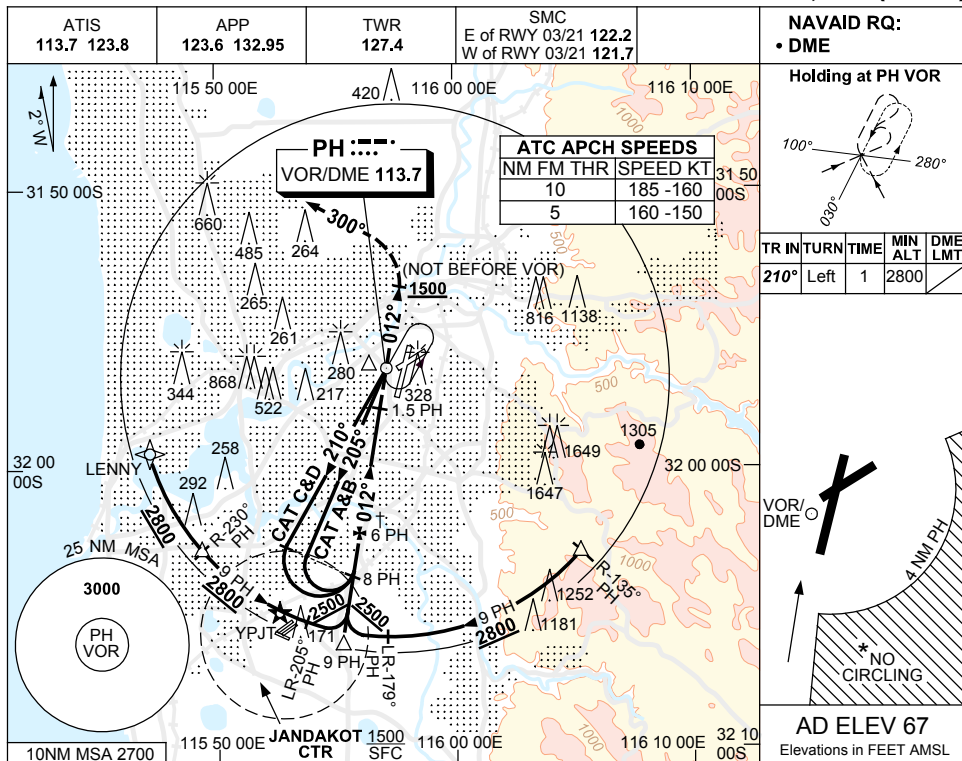 ATIS
113.7 123.8
APP
123.6 132.95
TWR
127.4
SMC
E of RWY 03/21 122.2
W of RWY 03/21 121.7
NAVAID RQ:
• DME
2° W
115 50 00E
116 00 00E
116 10 00E
420
PH
VOR/DME 113.7
ATC APCH SPEEDS
NM FM THR SPEED KT
10 185 -160
5 160 -150
31 50 00S
31 50
00S
660
485
264
300°
(NOT BEFORE VOR)
1500
265
261
012°
816
1138
1000
500
344
868
522
217
280
328
500
1000
1.5 PH
CAT C&D 210°
CAT A&B 205°
012°
LENNY
258
292
32 00
00S
32 00 00S
1649
1647
1305
500
6 PH
8 PH
2800
R-230°
PH
9 PH
2800
25 NM MSA
3000
PH
VOR
10NM MSA 2700
YPJT
171
2500
2500
9 PH
2800
1252
1181
R-135°
PH
1000
LR-205°
PH
9 PH
LR-179°
PH
JANDAKOT
CTR
1500
SFC
1000
115 50 00E
116 00 00E
116 10 00E
32 10
00S
Holding at PH VOR
100°
280°
030°
TR IN TURN TIME MIN ALT DME LMT
210° Left 1 2800
VOR/
DME
4 NM PH
* NO
CIRCLING
AD ELEV 67
Elevations in FEET AMSL